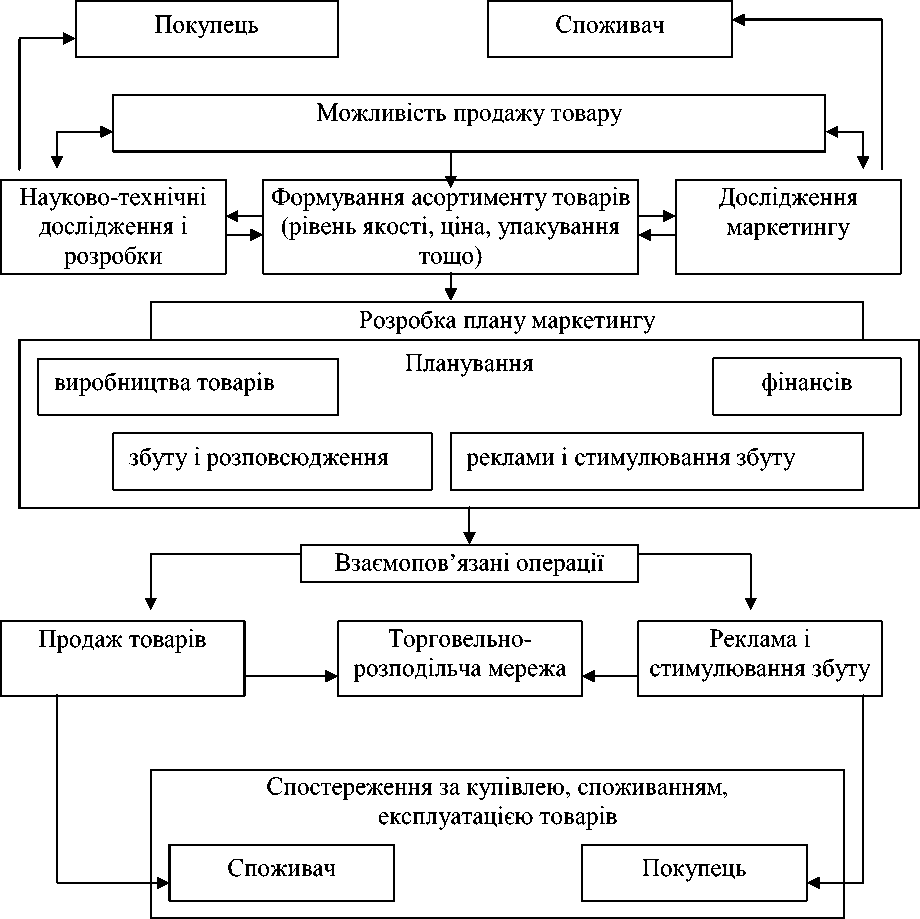 Покупець
Споживач
Можливість продажу товару
Науково-технічні
дослідження і
розробки
Формування асортименту товарів
(рівень якості, ціна, упакування
тощо)
Дослідження
маркетингу
Розробка плану маркетингу
Планування
виробництва товарів
фінансів
збуту і розповсюдження
реклами і стимулювання збуту
Взаємопов’язані операції
Продаж товарів
Торговельно-
розподільча мережа
Реклама і
стимулювання збуту
Спостереження за купівлею, споживанням,
експлуатацією товарів
Споживач
Покупець